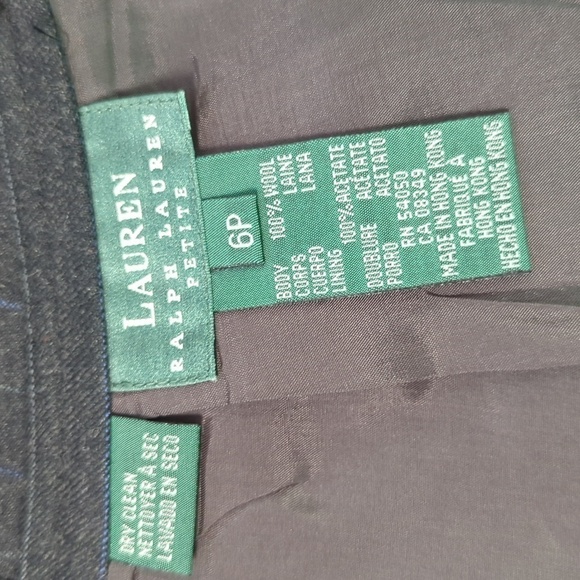 LAUREN
RALPH LAUREN
PETITE
6P
BODY 100% WOOL
CORPS LAINE
CUERPO LANA
LINING 100% ACETATE
DOUBLURE ACÉTATE
FORRO ACETATO
RN 54050
CA 08349
MADE IN HONG KONG
FABRIQUÉ À
HONG KONG
HECHO EN HONG KONG
DRY CLEAN
NETTOYER À SEC
LAVADO EN SECO